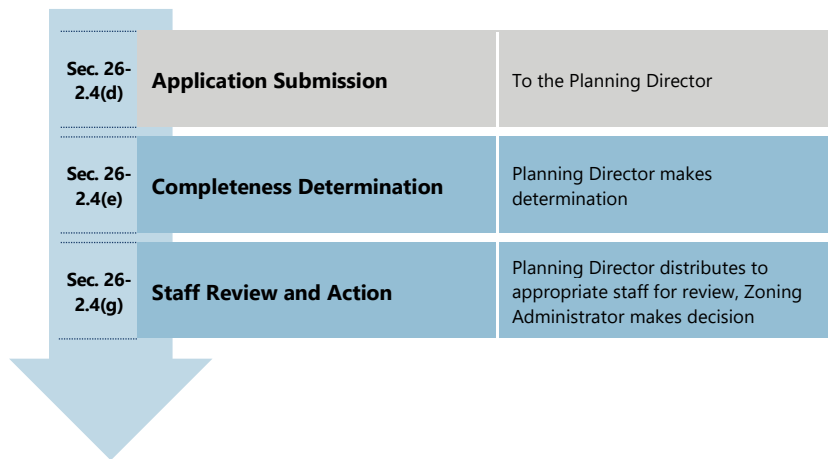 Sec. 26-
2.4(d)
Application Submission
To the Planning Director
Sec. 26-
2.4(e)
Completeness Determination
Planning Director makes
determination
Sec. 26-
2.4(g)
Staff Review and Action
Planning Director distributes to
appropriate staff for review, Zoning
Administrator makes decision